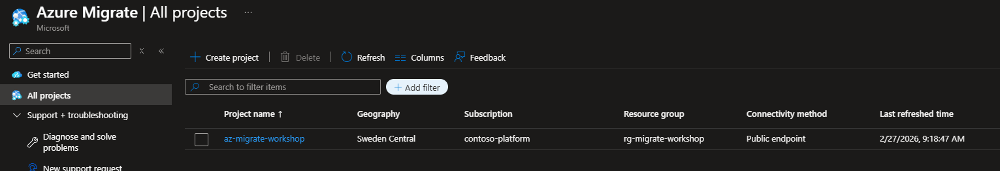 Azure Migrate | All projects ...
Microsoft
Search
Create project Delete Refresh Columns Feedback
Get started
Search to filter items Add filter
All projects
Support + troubleshooting
Project name ↑ Geography Subscription Resource group Connectivity method Last refreshed time
Diagnose and solve
problems
az-migrate-workshop Sweden Central contoso-platform rg-migrate-workshop Public endpoint 2/27/2026, 9:18:47 AM
New support request